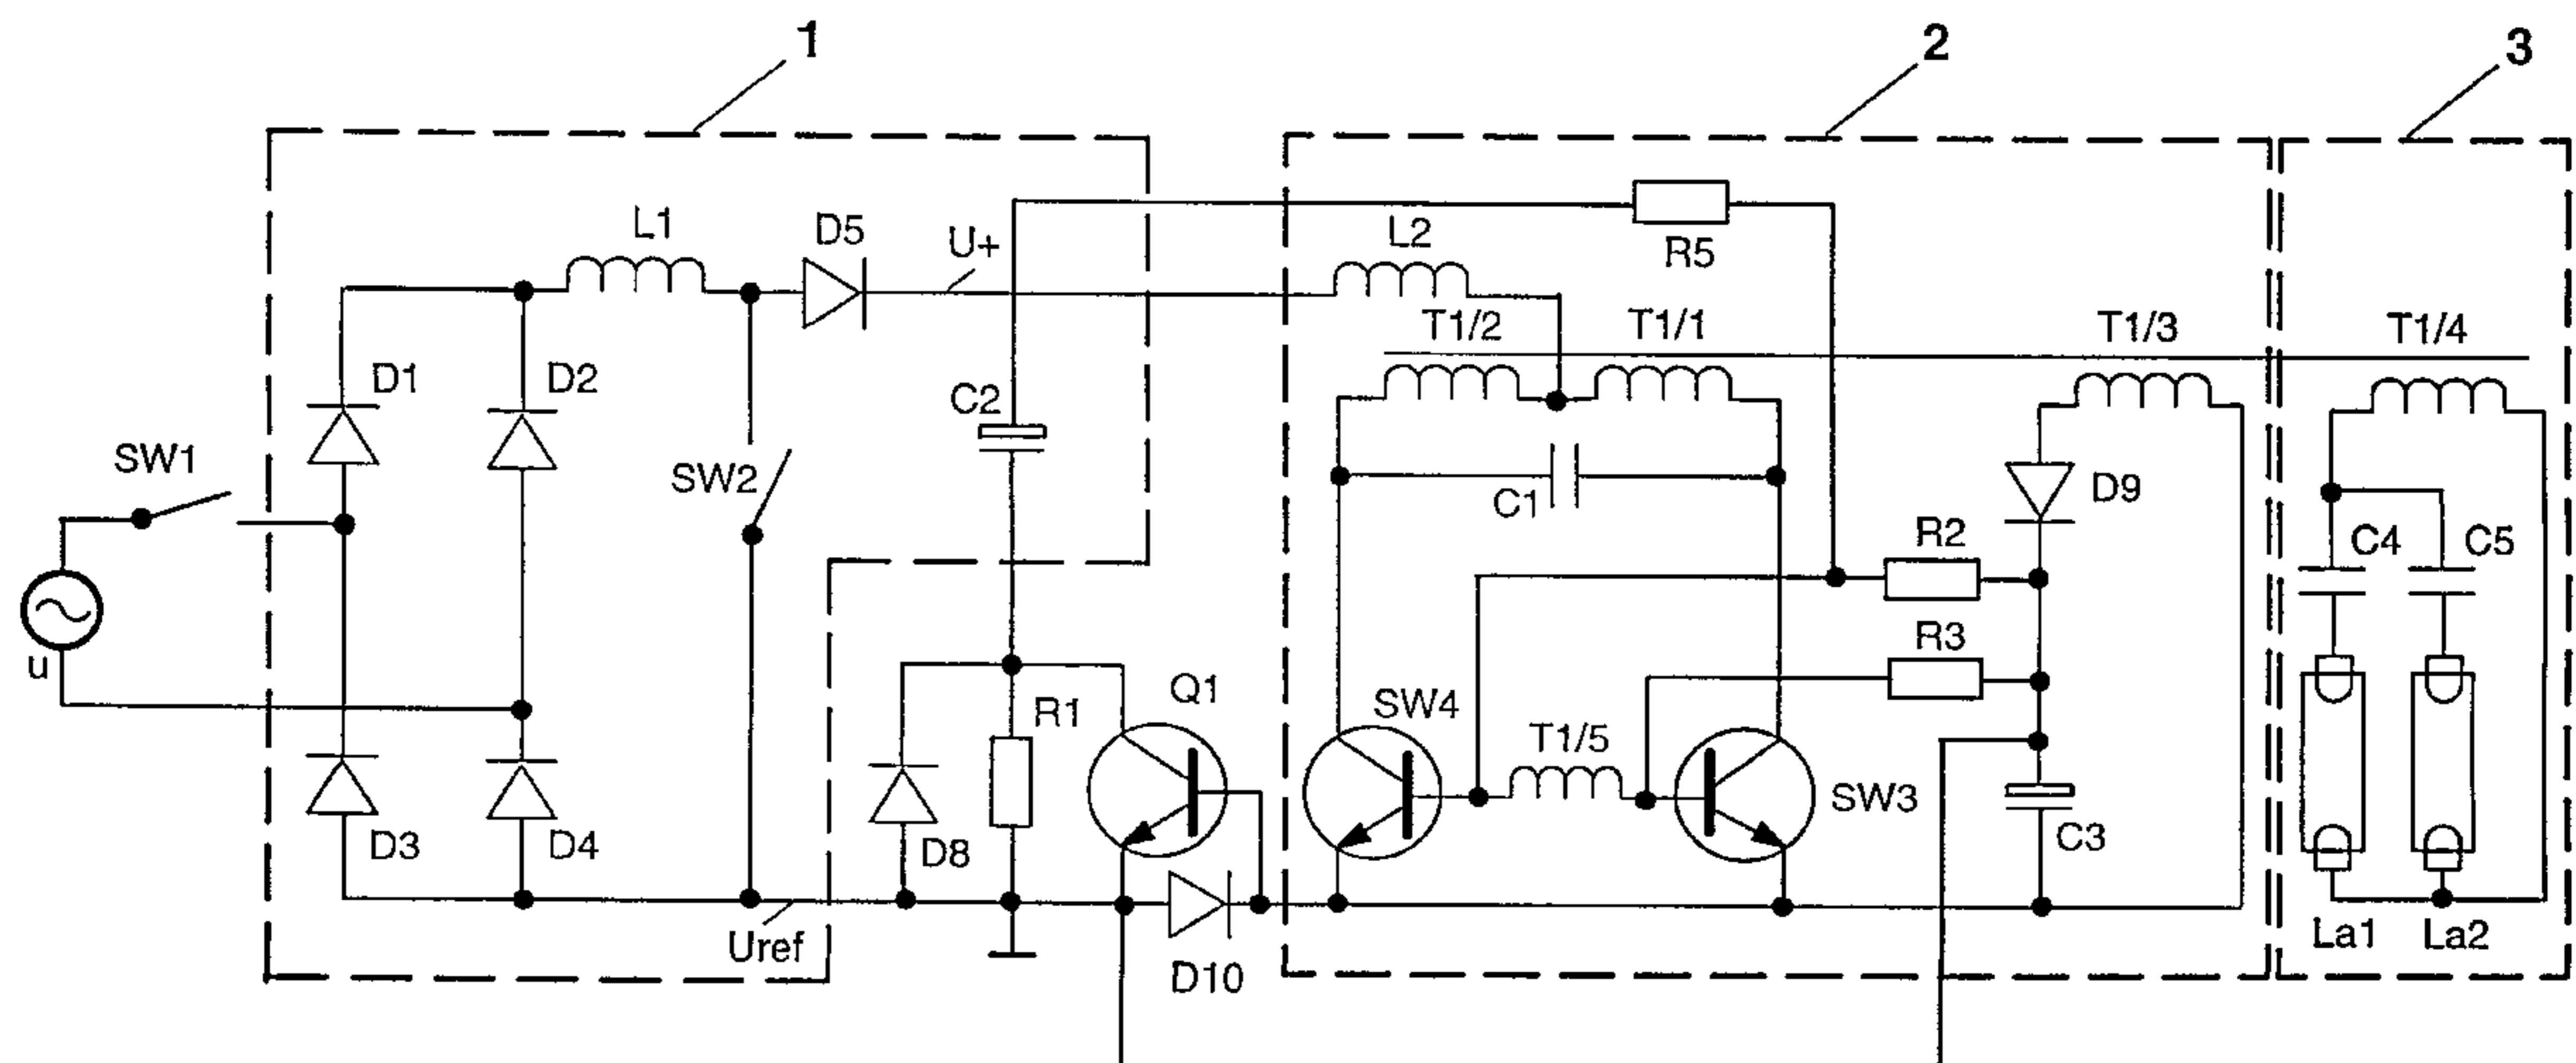 1
2
3
L1
D5
U+
L2
R5
T1/2
T1/1
T1/3
T1/4
D1
D2
C2
SW1
SW2
C1
D9
R2
C4
C5
R3
u
R1
Q1
SW4
T1/5
SW3
D3
D4
D8
C3
Uref
D10
La1
La2